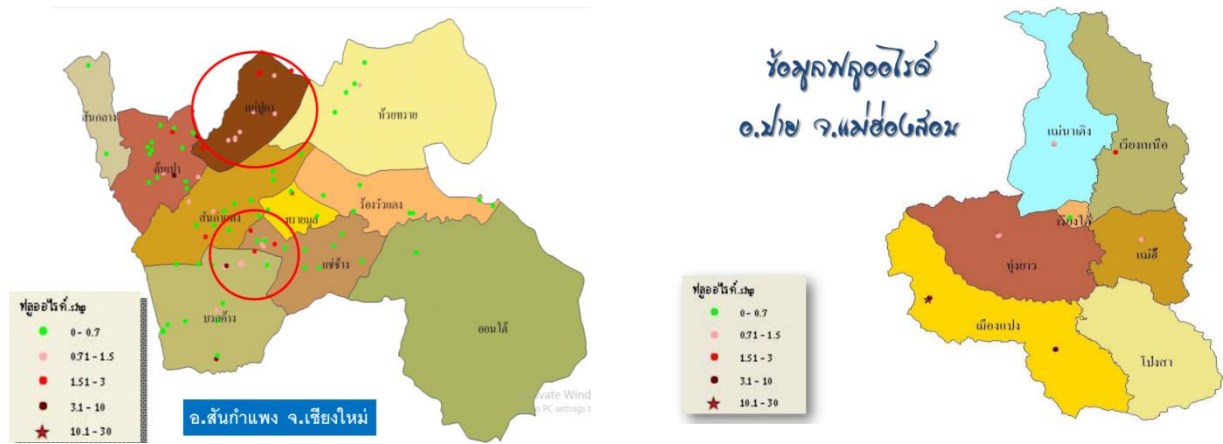 สันกลาง
แช่ปูคา
ห้วยทราย
ต้นเปา
สันกำแพง
ทรายมูล
ร้องวัวแดง
แช่ช้าง
บวกค้าง
ออนใต้
ฟลูออไรด์.shp
0 - 0.7
0.71 - 1.5
1.51 - 3
3.1 - 10
10.1 - 30
อ.สันกำแพง จ.เชียงใหม่
ข้อมูลฟลูออไรด์
อ.ปาย จ.แม่ฮ่องสอน
แม่นาเติง
เวียงเหนือ
เวียงใต้
ทุ่งยาว
แม่ฮี้
เมืองแปง
โป่งสา
ฟลูออไรด์.shp
0 - 0.7
0.71 - 1.5
1.51 - 3
3.1 - 10
10.1 - 30